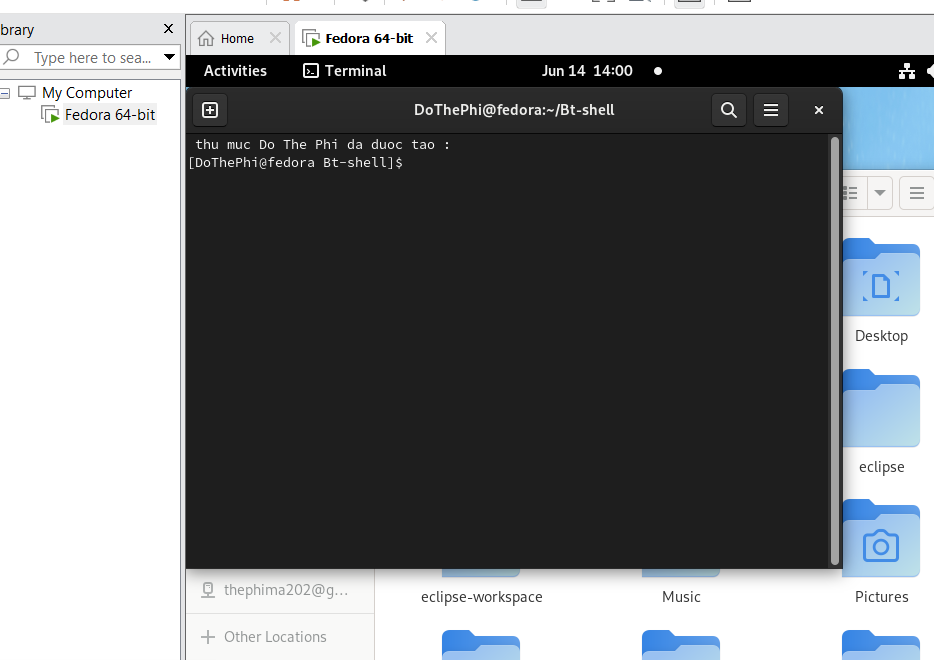 brary
Type here to sea...
My Computer
Fedora 64-bit
Home
Fedora 64-bit
Activities
Terminal
Jun 14 14:00
DoThePhi@fedora:~/Bt-shell
thu muc Do The Phi da duoc tao :
[DoThePhi@fedora Bt-shell]$
Desktop
eclipse
Pictures
thephima202@g...
Other Locations
eclipse-workspace
Music